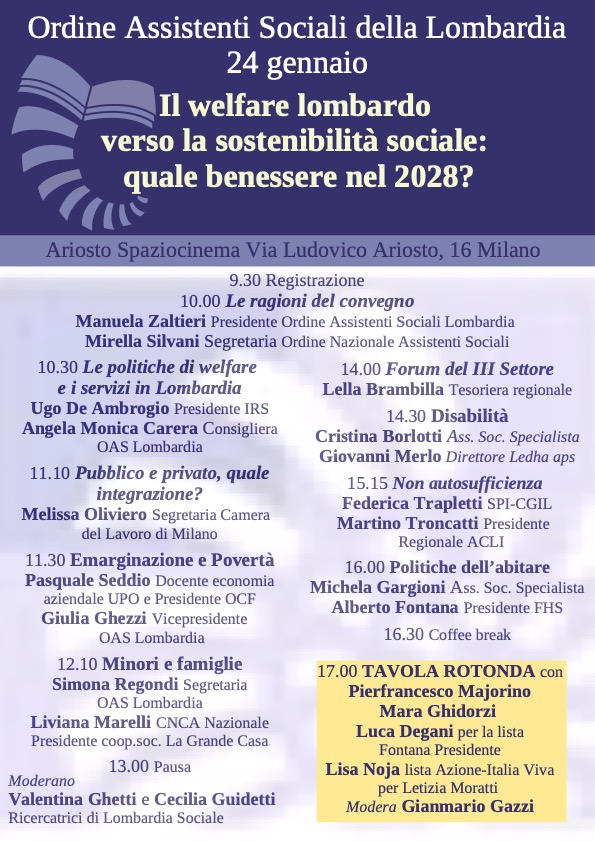 Ordine Assistenti Sociali della Lombardia
24 gennaio
Il welfare lombardo
verso la sostenibilità sociale:
quale benessere nel 2028?
Ariosto Spaziocinema Via Ludovico Ariosto, 16 Milano
9.30 Registrazione
10.00 Le ragioni del convegno
Manuela Zaltieri Presidente Ordine Assistenti Sociali Lombardia
Mirella Silvani Segretaria Ordine Nazionale Assistenti Sociali
10.30 Le politiche di welfare
e i servizi in Lombardia
Ugo De Ambrogio Presidente IRS
Angela Monica Carera Consigliera
OAS Lombardia
11.10 Pubblico e privato, quale
integrazione?
Melissa Oliviero Segretaria Camera
del Lavoro di Milano
11.30 Emarginazione e Povertà
Pasquale Seddio Docente economia
aziendale UPO e Presidente OCF
Giulia Ghezzi Vicepresidente
OAS Lombardia
12.10 Minori e famiglie
Simona Regondi Segretaria
OAS Lombardia
Liviana Marelli CNCA Nazionale
Presidente coop.soc. La Grande Casa
13.00 Pausa
Moderano
Valentina Ghetti e Cecilia Guidetti
Ricercatrici di Lombardia Sociale
14.00 Forum del III Settore
Lella Brambilla Tesoriera regionale
14.30 Disabilità
Cristina Borlotti Ass. Soc. Specialista
Giovanni Merlo Direttore Ledha aps
15.15 Non autosufficienza
Federica Trapletti SPI-CGIL
Martino Troncatti Presidente
Regionale ACLI
16.00 Politiche dell'abitare
Michela Gargioni Ass. Soc. Specialista
Alberto Fontana Presidente FHS
16.30 Coffee break
17.00 TAVOLA ROTONDA con
Pierfrancesco Majorino
Mara Ghidorzi
Luca Degani per la lista
Fontana Presidente
Lisa Noja lista Azione-Italia Viva
per Letizia Moratti
Modera Gianmario Gazzi